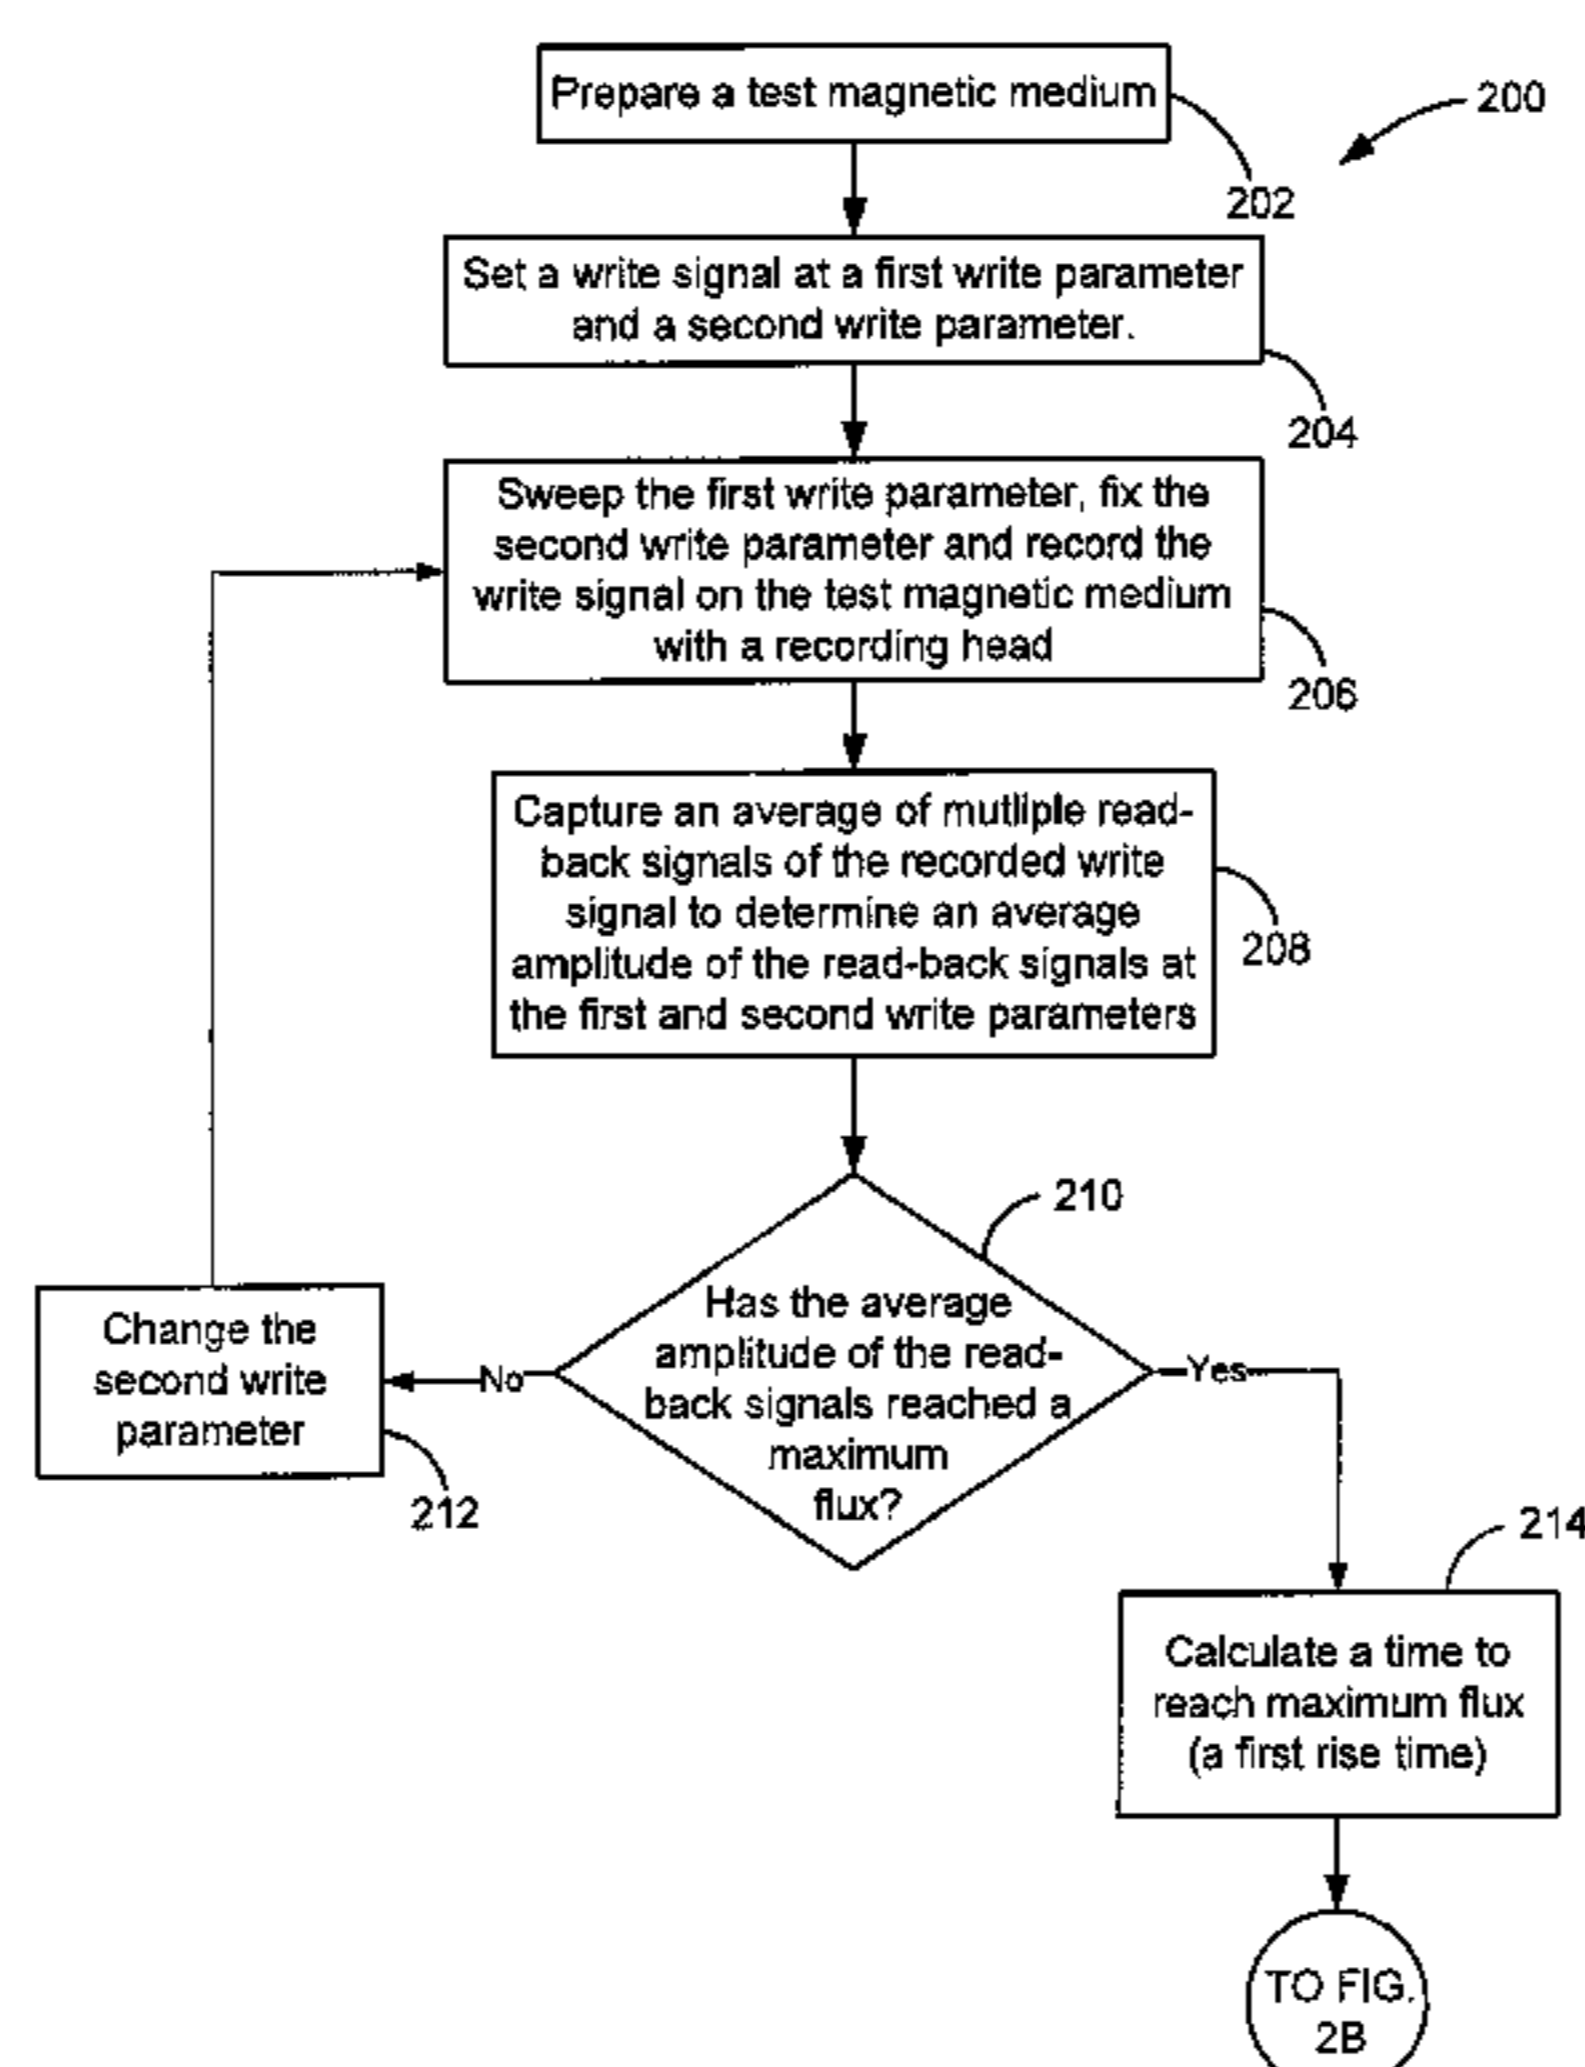 Prepare a test magnetic medium
200
202
Set a write signal at a first write parameter
and a second write parameter.
204
Sweep the first write parameter, fix the
second write parameter and record the
write signal on the test magnetic medium
with a recording head
206
Capture an average of mutliple read-
back signals of the recorded write
signal to determine an average
amplitude of the read-back signals at
the first and second write parameters
208
210
Has the average
amplitude of the read-
back signals reached a
maximum
flux?
No
Yes
Change the
second write
parameter
212
214
Calculate a time to
reach maximum flux
(a first rise time)
TO FIG.
2B